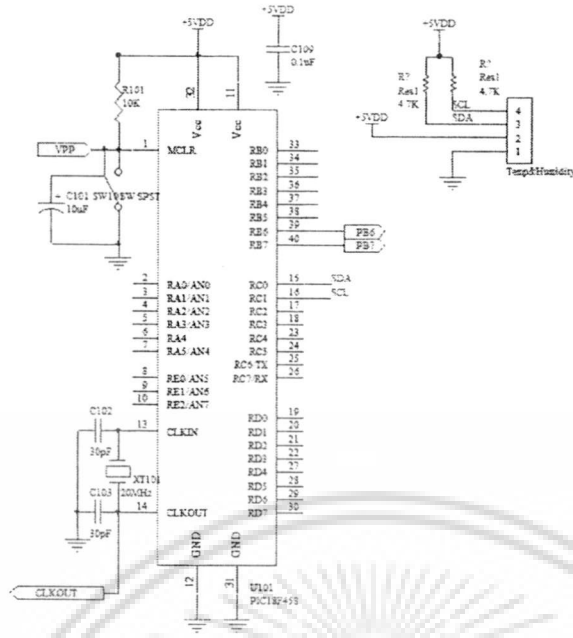 +5VDD
+5VDD
C109
0.1uF
+5VDD
R?
Res1
4.7K
R?
Res1
4.7K
SCL
SDA
+5VDD
4
3
2
1
Temp&Humidity
R101
10K
32
11
Vcc
Vcc
VPP
1
MCLR
C101
10uF
SPST
RB0 33
RB1 34
RB2 35
RB3 36
RB4 37
RB5 38
RB6 39 PB6
RB7 40 PB7
2 RA0/AN0
3 RA1/AN1
4 RA2/AN2
5 RA3/AN3
6 RA4
7 RA5/AN4
8 RE0/AN5
9 RE1/AN6
10 RE2/AN7
RC0 15 SDA
RC1 16 SCL
RC2 17
RC3 18
RC4 23
RC5 24
RC6/TX 25
RC7/RX 26
RD0 19
RD1 20
RD2 21
RD3 22
RD4 27
RD5 28
RD6 29
RD7 30
C102
30pF
13 CLKIN
XT101
20MHz
C103
30pF
14 CLKOUT
GND
GND
12
31
U101
PIC18F458
CLKOUT